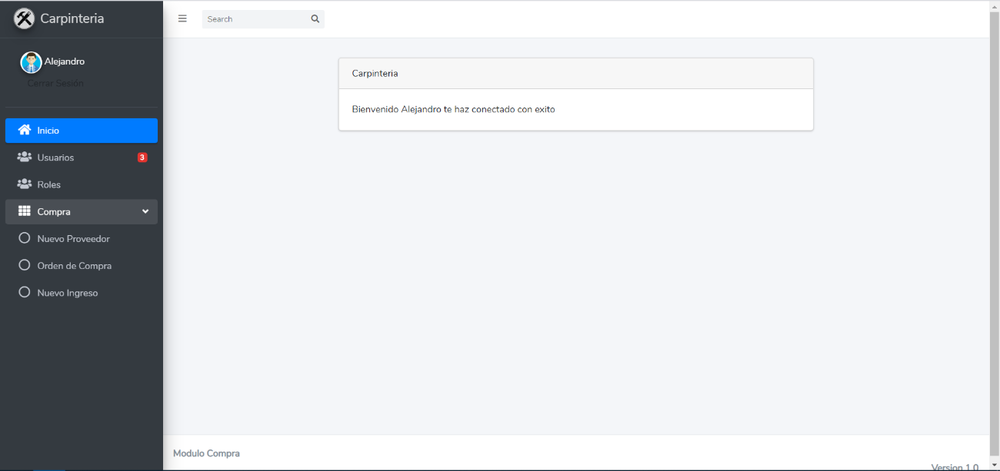 Carpinteria
Search
Alejandro
Cerrar Sesión
Carpinteria
Bienvenido Alejandro te haz conectado con exito
Inicio
Usuarios 3
Roles
Compra
Nuevo Proveedor
Orden de Compra
Nuevo Ingreso
Modulo Compra
Version 1.0